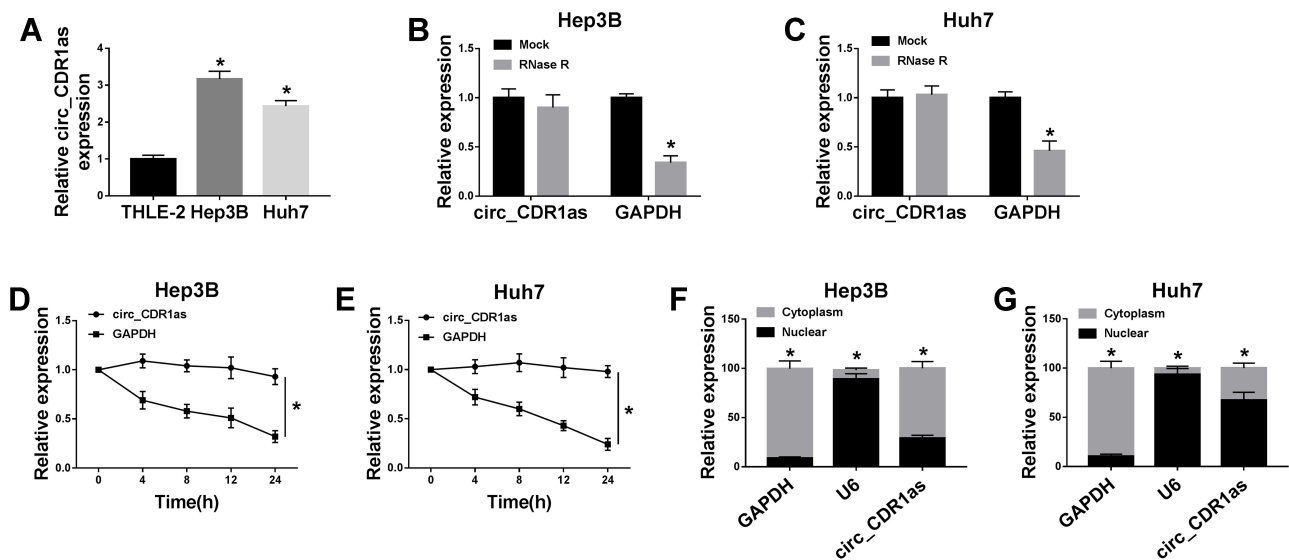 A
Relative circ_CDR1as
expression
4
3
2
1
0
*
*
THLE-2 Hep3B Huh7
B
Hep3B
Mock
RNase R
Relative expression
1.5
1.0
0.5
0.0
*
circ_CDR1as GAPDH
C
Huh7
Mock
RNase R
Relative expression
1.5
1.0
0.5
0.0
*
circ_CDR1as GAPDH
D
Hep3B
circ_CDR1as
GAPDH
Relative expression
1.5
1.0
0.5
0.0
*
0 4 8 12 24
Time(h)
E
Huh7
circ_CDR1as
GAPDH
Relative expression
1.5
1.0
0.5
0.0
*
0 4 8 12 24
Time(h)
F
Hep3B
Cytoplasm
Nuclear
Relative expression
150
100
50
0
* * *
GAPDH
U6
circ_CDR1as
G
Huh7
Cytoplasm
Nuclear
Relative expression
150
100
50
0
* * *
GAPDH
U6
circ_CDR1as